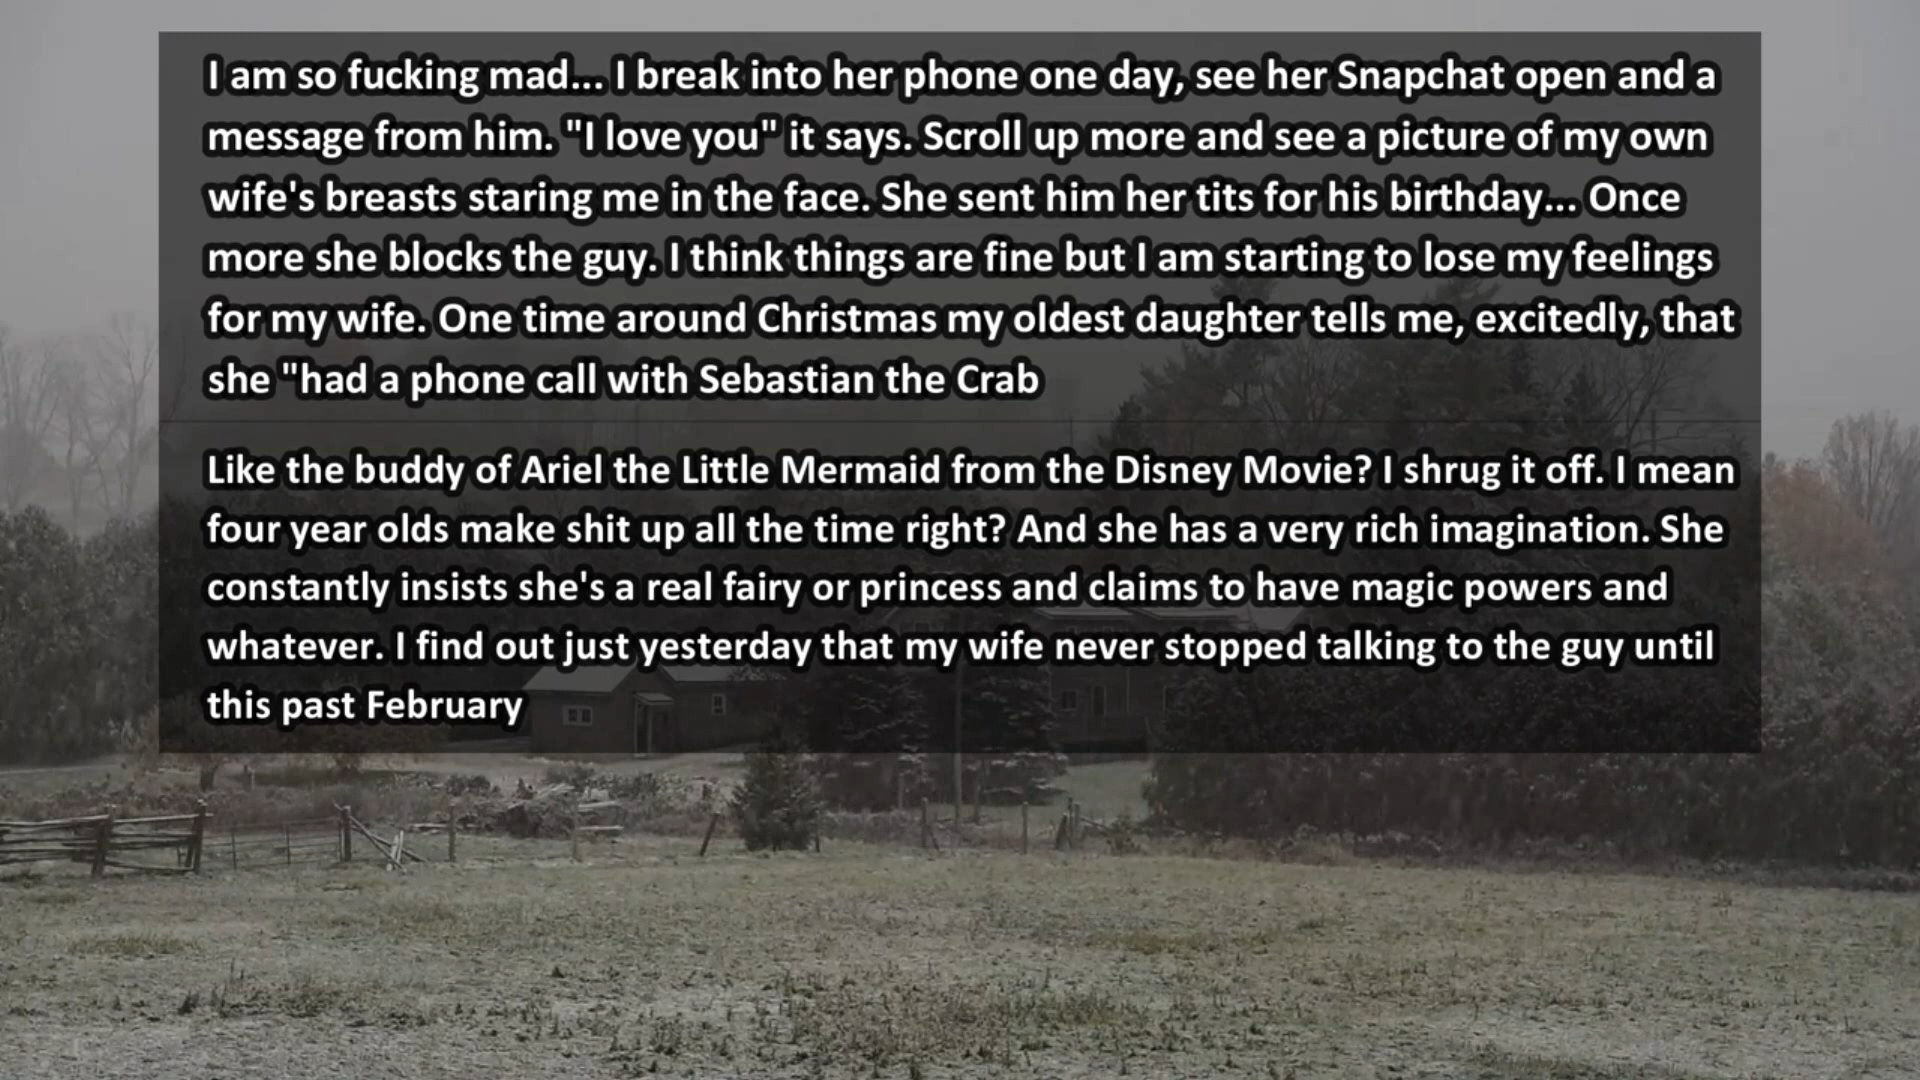 I am so fucking mad... I break into her phone one day, see her Snapchat open and a
message from him. "I love you" it says. Scroll up more and see a picture of my own
wife's breasts staring me in the face. She sent him her tits for his birthday... Once
more she blocks the guy. I think things are fine but I am starting to lose my feelings
for my wife. One time around Christmas my oldest daughter tells me, excitedly, that
she "had a phone call with Sebastian the Crab
Like the buddy of Ariel the Little Mermaid from the Disney Movie? I shrug it off. I mean
four year olds make shit up all the time right? And she has a very rich imagination. She
constantly insists she's a real fairy or princess and claims to have magic powers and
whatever. I find out just yesterday that my wife never stopped talking to the guy until
this past February